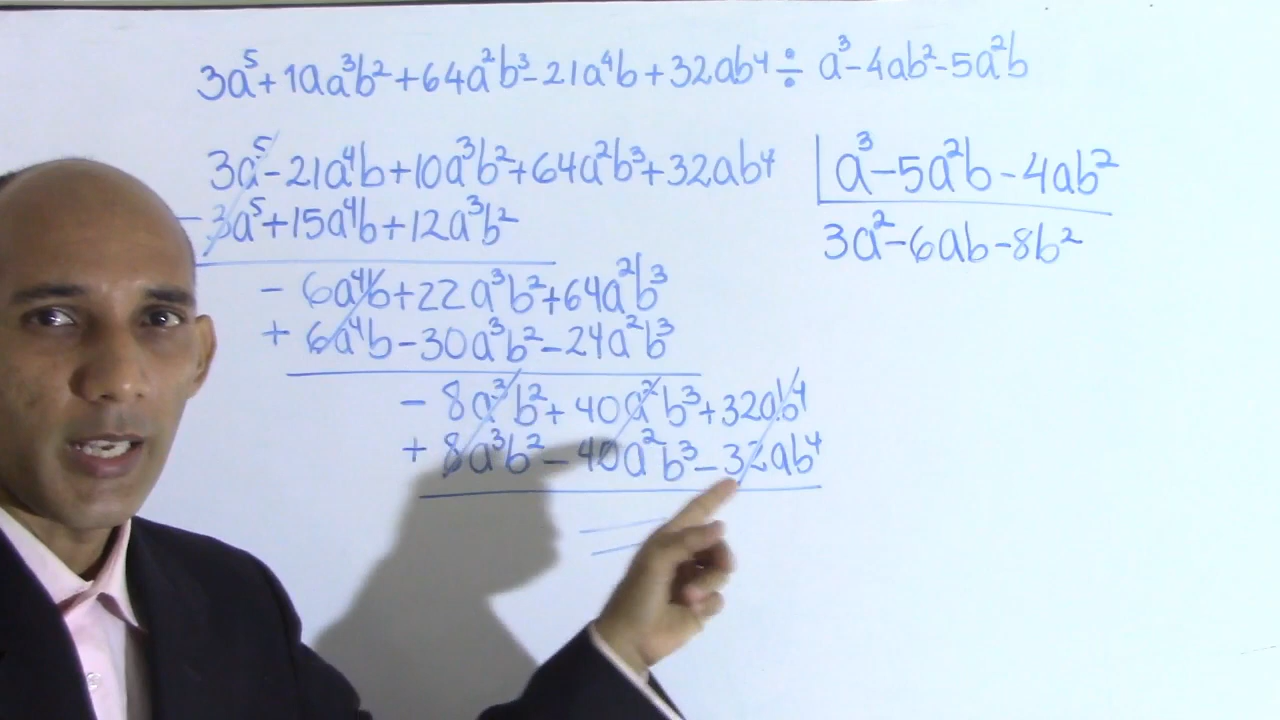 3a⁵+10a³b²+64a²b³-21a⁴b+32ab⁴÷a³-4ab²-5a²b
3a⁵-21a⁴b+10a³b²+64a²b³+32ab⁴ a³-5a²b-4ab²
-3a⁵+15a⁴b+12a³b² 3a²-6ab-8b²
-6a⁴b+22a³b²+64a²b³
+6a⁴b-30a³b²-24a²b³
-8a³b²+40a²b³+32ab⁴
+8a³b²-40a²b³-32ab⁴